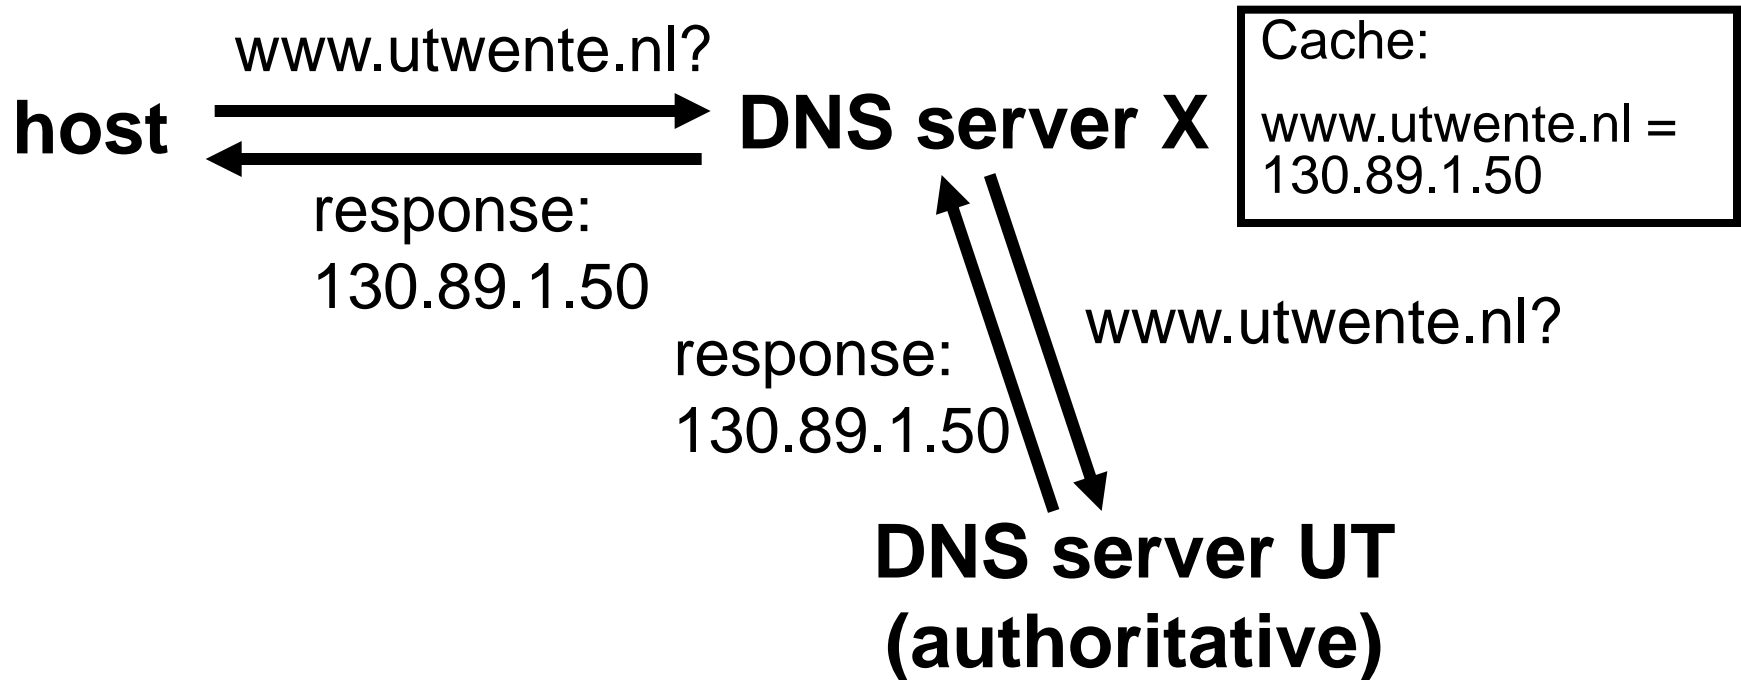 www.utwente.nl?
host
DNS server X
response:
130.89.1.50
Cache:
www.utwente.nl =
130.89.1.50
www.utwente.nl?
response:
130.89.1.50
DNS server UT
(authoritative)